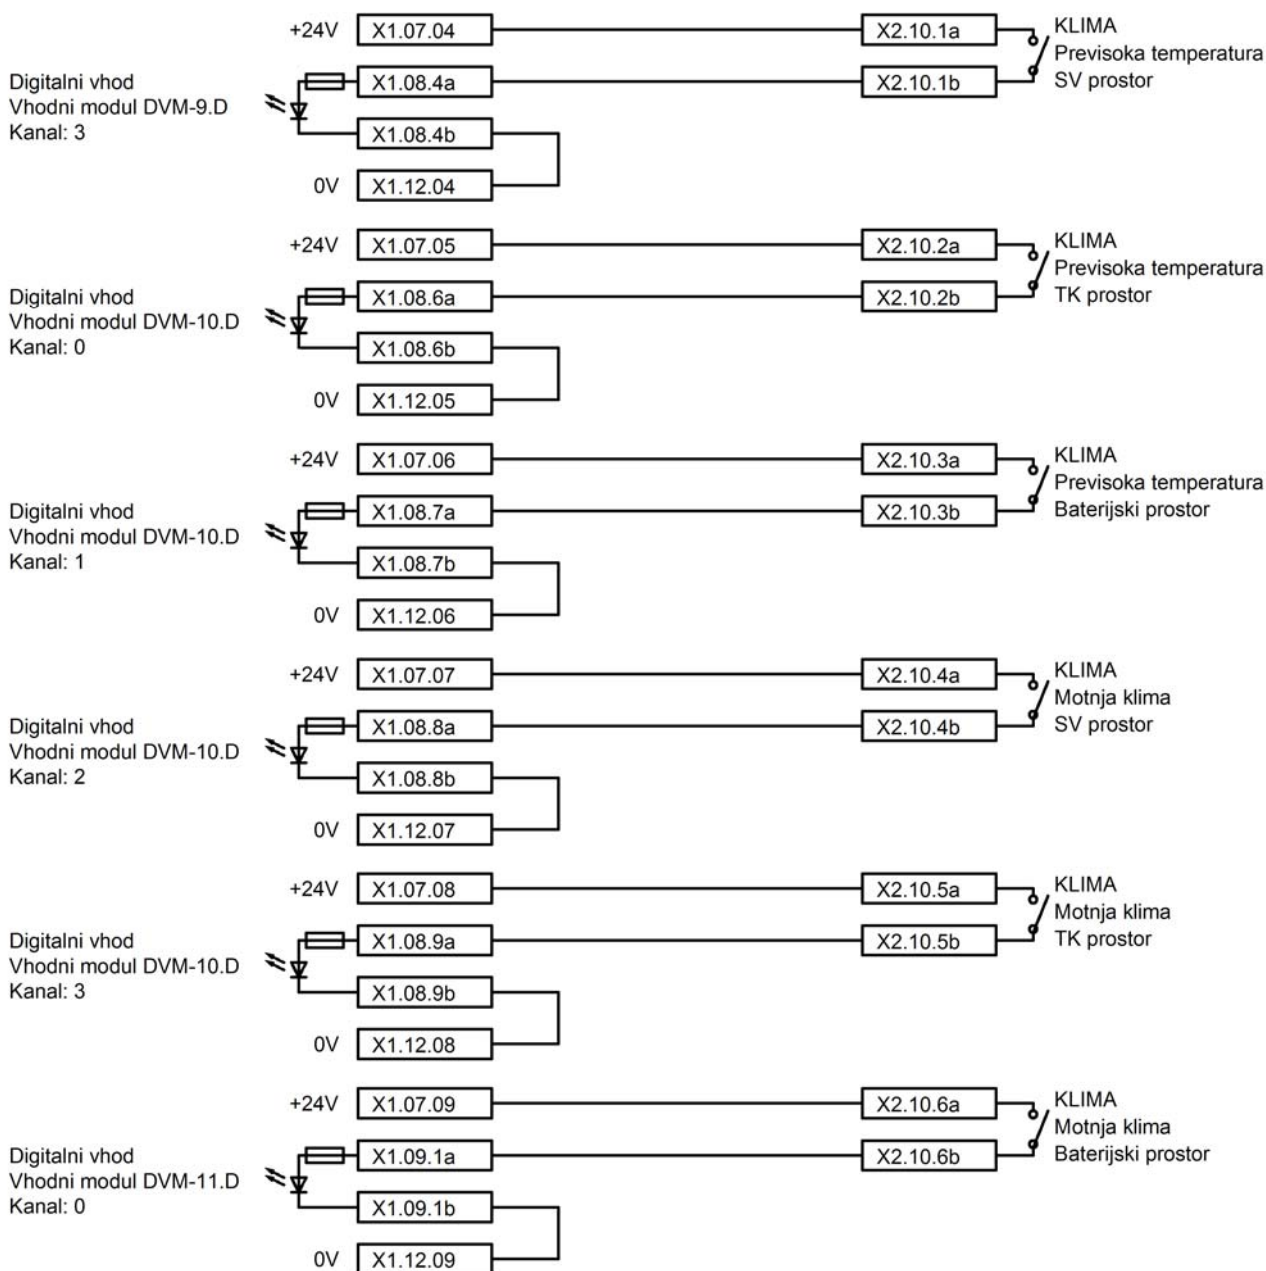 +24V X1.07.04 X2.10.1a KLIMA
Previsoka temperatura
Digitalni vhod X1.08.4a X2.10.1b SV prostor
Vhodni modul DVM-9.D
Kanal: 3 X1.08.4b
0V X1.12.04
+24V X1.07.05 X2.10.2a KLIMA
Previsoka temperatura
Digitalni vhod X1.08.6a X2.10.2b TK prostor
Vhodni modul DVM-10.D
Kanal: 0 X1.08.6b
0V X1.12.05
+24V X1.07.06 X2.10.3a KLIMA
Previsoka temperatura
Digitalni vhod X1.08.7a X2.10.3b Baterijski prostor
Vhodni modul DVM-10.D
Kanal: 1 X1.08.7b
0V X1.12.06
+24V X1.07.07 X2.10.4a KLIMA
Motnja klima
Digitalni vhod X1.08.8a X2.10.4b SV prostor
Vhodni modul DVM-10.D
Kanal: 2 X1.08.8b
0V X1.12.07
+24V X1.07.08 X2.10.5a KLIMA
Motnja klima
Digitalni vhod X1.08.9a X2.10.5b TK prostor
Vhodni modul DVM-10.D
Kanal: 3 X1.08.9b
0V X1.12.08
+24V X1.07.09 X2.10.6a KLIMA
Motnja klima
Digitalni vhod X1.09.1a X2.10.6b Baterijski prostor
Vhodni modul DVM-11.D
Kanal: 0 X1.09.1b
0V X1.12.09